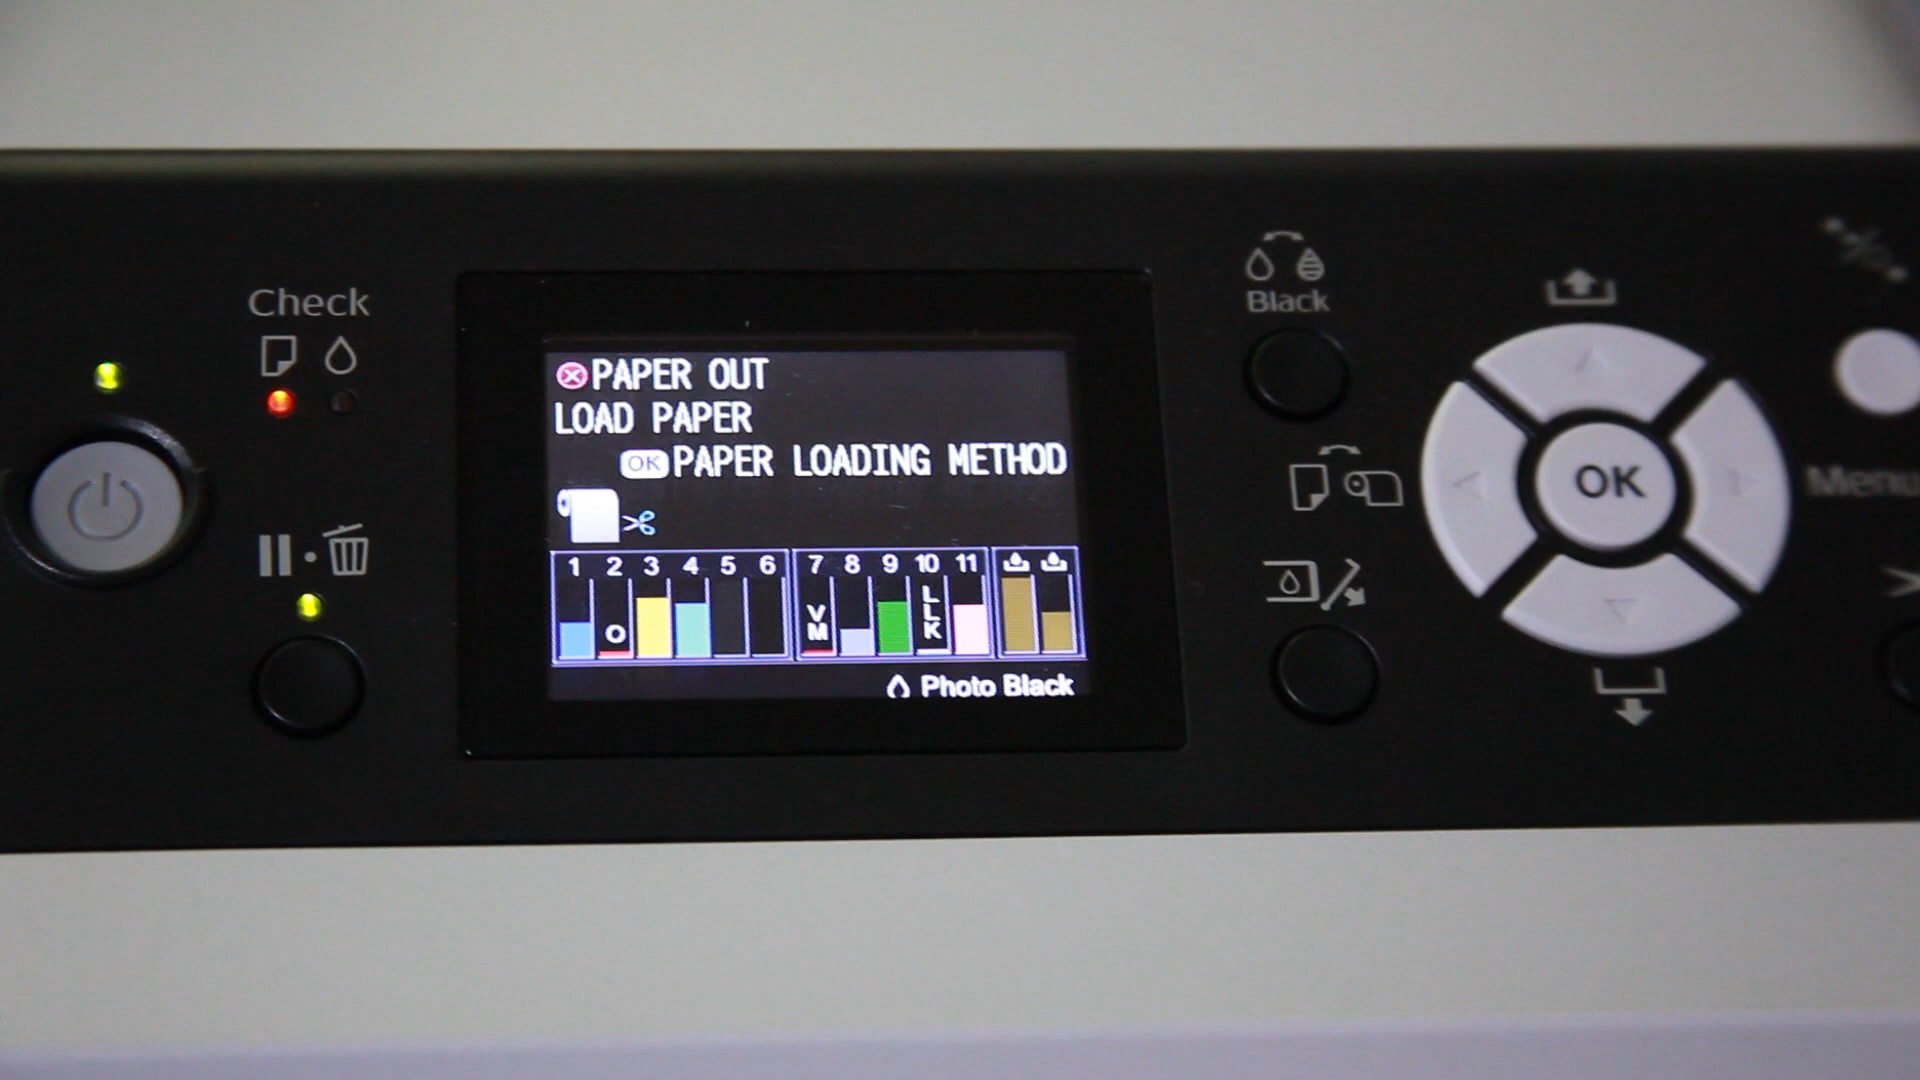 Check
PAPER OUT
LOAD PAPER
OK PAPER LOADING METHOD
1 2 3 4 5 6 7 8 9 10 11
O
VM
LLK
Photo Black
Black
OK
Menu